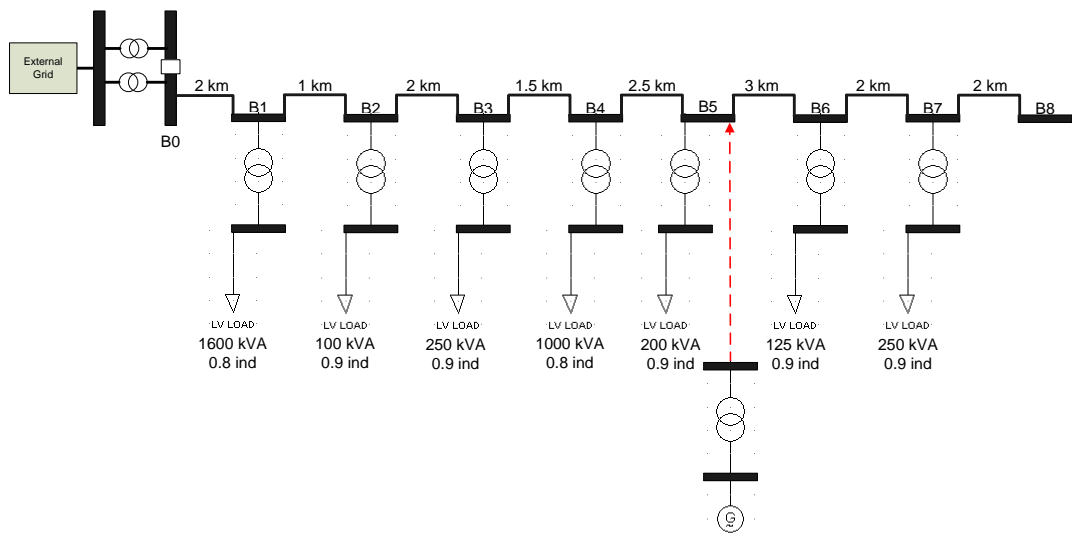 External
Grid
B0
2 km
B1
1 km
B2
2 km
B3
1.5 km
B4
2.5 km
B5
3 km
B6
2 km
B7
2 km
B8
LV LOAD
1600 kVA
0.8 ind
LV LOAD
100 kVA
0.9 ind
LV LOAD
250 kVA
0.9 ind
LV LOAD
1000 kVA
0.8 ind
LV LOAD
200 kVA
0.9 ind
LV LOAD
125 kVA
0.9 ind
LV LOAD
250 kVA
0.9 ind
G
~